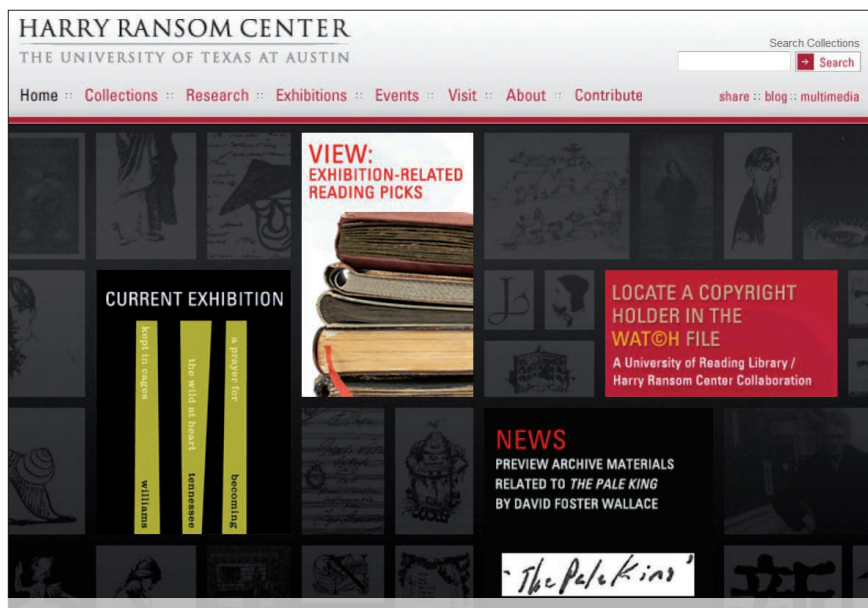 HARRY RANSOM CENTER
THE UNIVERSITY OF TEXAS AT AUSTIN
Search Collections
Search
Home :: Collections :: Research :: Exhibitions :: Events :: Visit :: About :: Contribute
share :: blog :: multimedia
VIEW:
EXHIBITION-RELATED
READING PICKS
CURRENT EXHIBITION
kept in cages
the wild at heart
a prayer for
williams
tennessee
becoming
LOCATE A COPYRIGHT
HOLDER IN THE
WAT©H FILE
A University of Reading Library /
Harry Ransom Center Collaboration
NEWS
PREVIEW ARCHIVE MATERIALS
RELATED TO THE PALE KING
BY DAVID FOSTER WALLACE
"The Pale King"